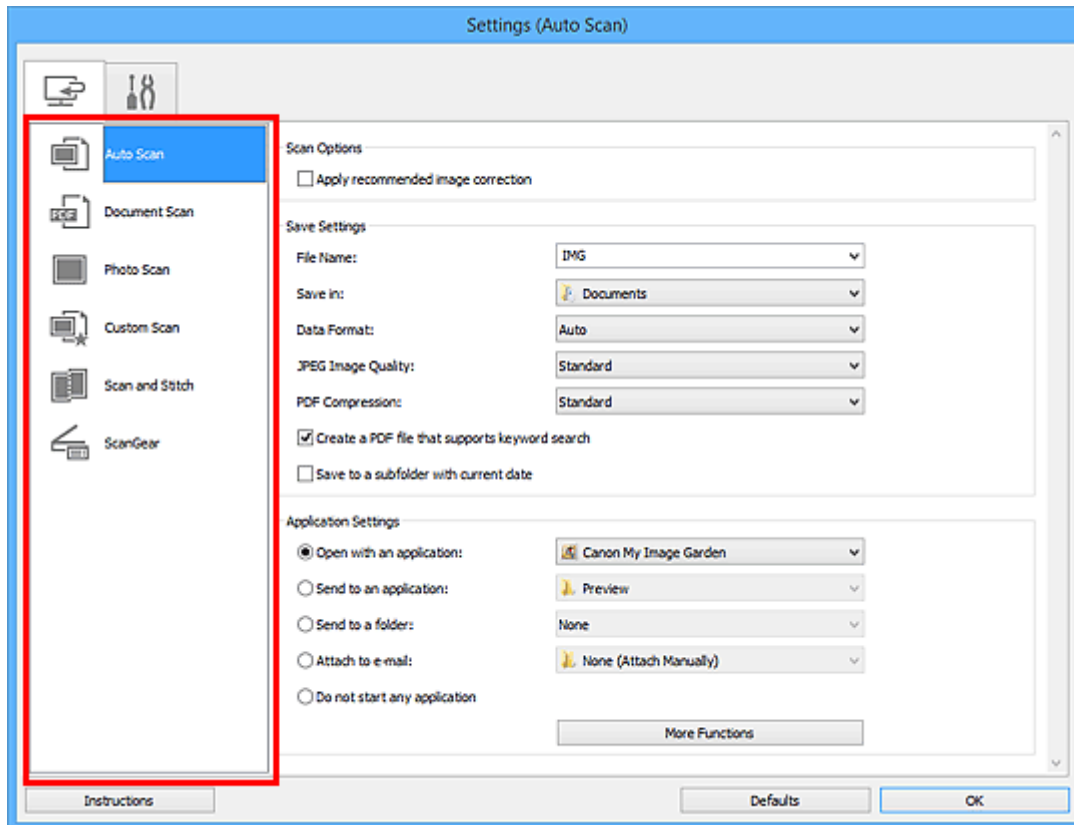 Settings (Auto Scan)
Auto Scan
PDF
Document Scan
Photo Scan
Custom Scan
Scan and Stitch
ScanGear
Scan Options
Apply recommended image correction
Save Settings
File Name: IMG
Save in: Documents
Data Format: Auto
JPEG Image Quality: Standard
PDF Compression: Standard
Create a PDF file that supports keyword search
Save to a subfolder with current date
Application Settings
Open with an application: Canon My Image Garden
Send to an application: Preview
Send to a folder: None
Attach to e-mail: None (Attach Manually)
Do not start any application
More Functions
Instructions Defaults OK